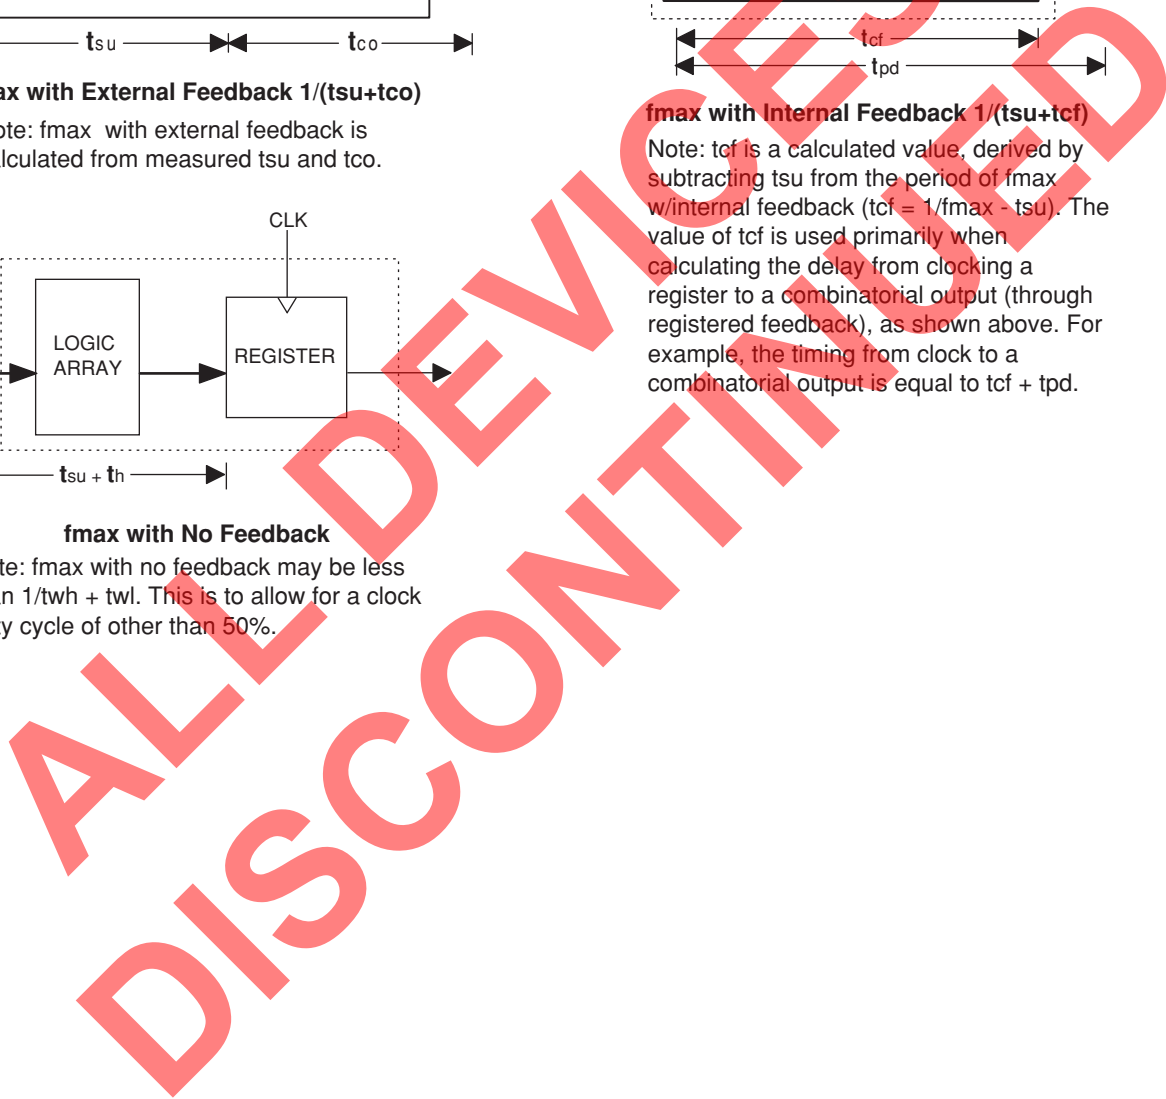 tsu
tco
ax with External Feedback 1/(tsu+tco)
ote: fmax with external feedback is
alculated from measured tsu and tco.
CLK
LOGIC
ARRAY
REGISTER
tsu + th
fmax with No Feedback
te: fmax with no feedback may be less
an 1/twh + twl. This is to allow for a clock
ty cycle of other than 50%.
tcf
tpd
fmax with Internal Feedback 1/(tsu+tcf)
Note: tcf is a calculated value, derived by
subtracting tsu from the period of fmax
w/internal feedback (tcf = 1/fmax - tsu). The
value of tcf is used primarily when
calculating the delay from clocking a
register to a combinatorial output (through
registered feedback), as shown above. For
example, the timing from clock to a
combinatorial output is equal to tcf + tpd.
ALL DEVICES
DISCONTINUED